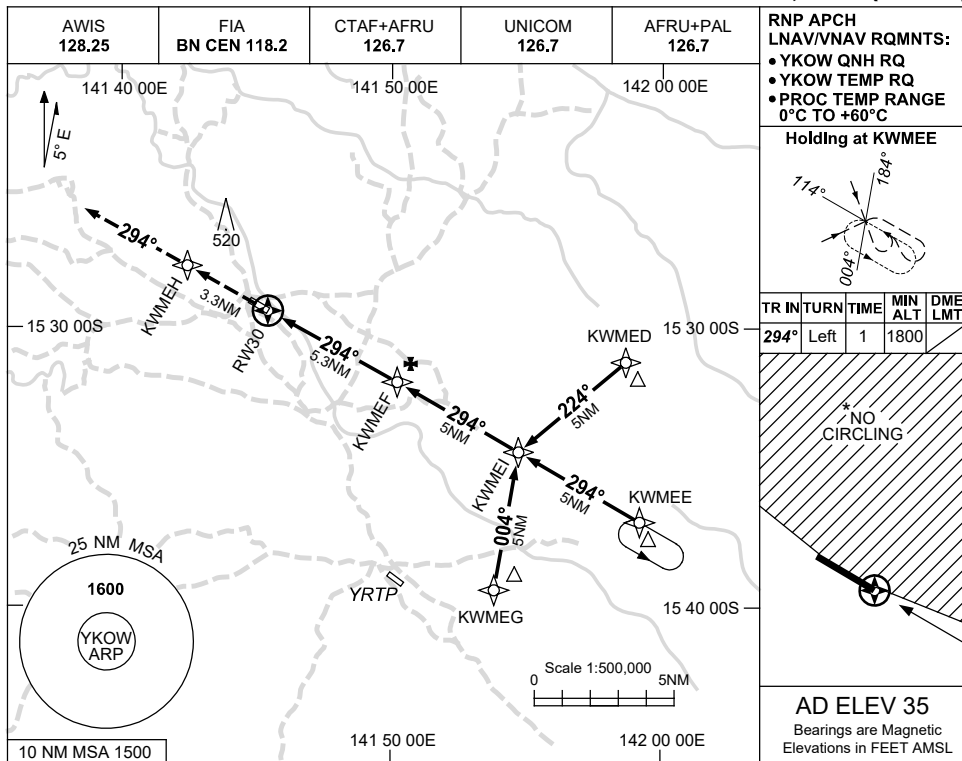 AWIS
128.25
FIA
BN CEN 118.2
CTAF+AFRU
126.7
UNICOM
126.7
AFRU+PAL
126.7
RNP APCH
LNAV/VNAV RQMNTS:
• YKOW QNH RQ
• YKOW TEMP RQ
• PROC TEMP RANGE
0°C TO +60°C
141 40 00E
141 50 00E
142 00 00E
5° E
520
294°
KWMEH
3.3NM
RW30
15 30 00S
15 30 00S
294°
5.3NM
KWMEF
KWMED
224°
5NM
294°
5NM
KWMEI
294°
5NM
KWMEE
004°
5NM
KWMEG
YRTP
15 40 00S
25 NM MSA
1600
YKOW
ARP
10 NM MSA 1500
Scale 1:500,000
0
5NM
141 50 00E
142 00 00E
Holding at KWMEE
114°
184°
004°
TR IN TURN TIME MIN ALT DME LMT
294° Left 1 1800
*NO
CIRCLING
AD ELEV 35
Bearings are Magnetic
Elevations in FEET AMSL